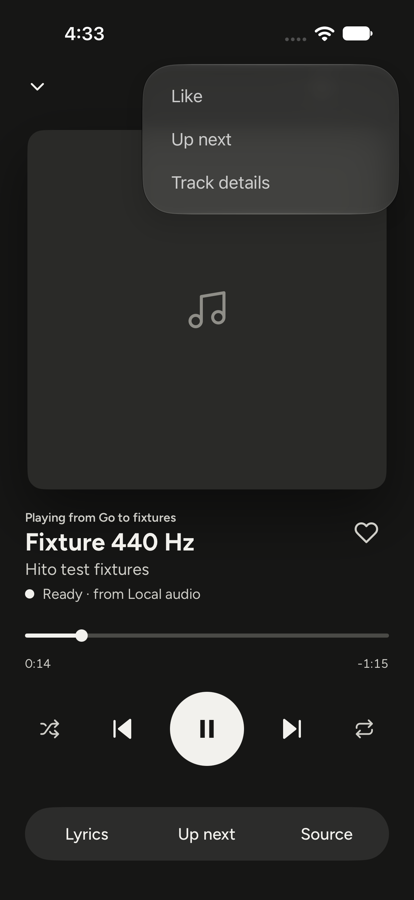 4:33
Like
Up next
Track details
Playing from Go to fixtures
Fixture 440 Hz
Hito test fixtures
Ready · from Local audio
0:14 -1:15
Lyrics Up next Source